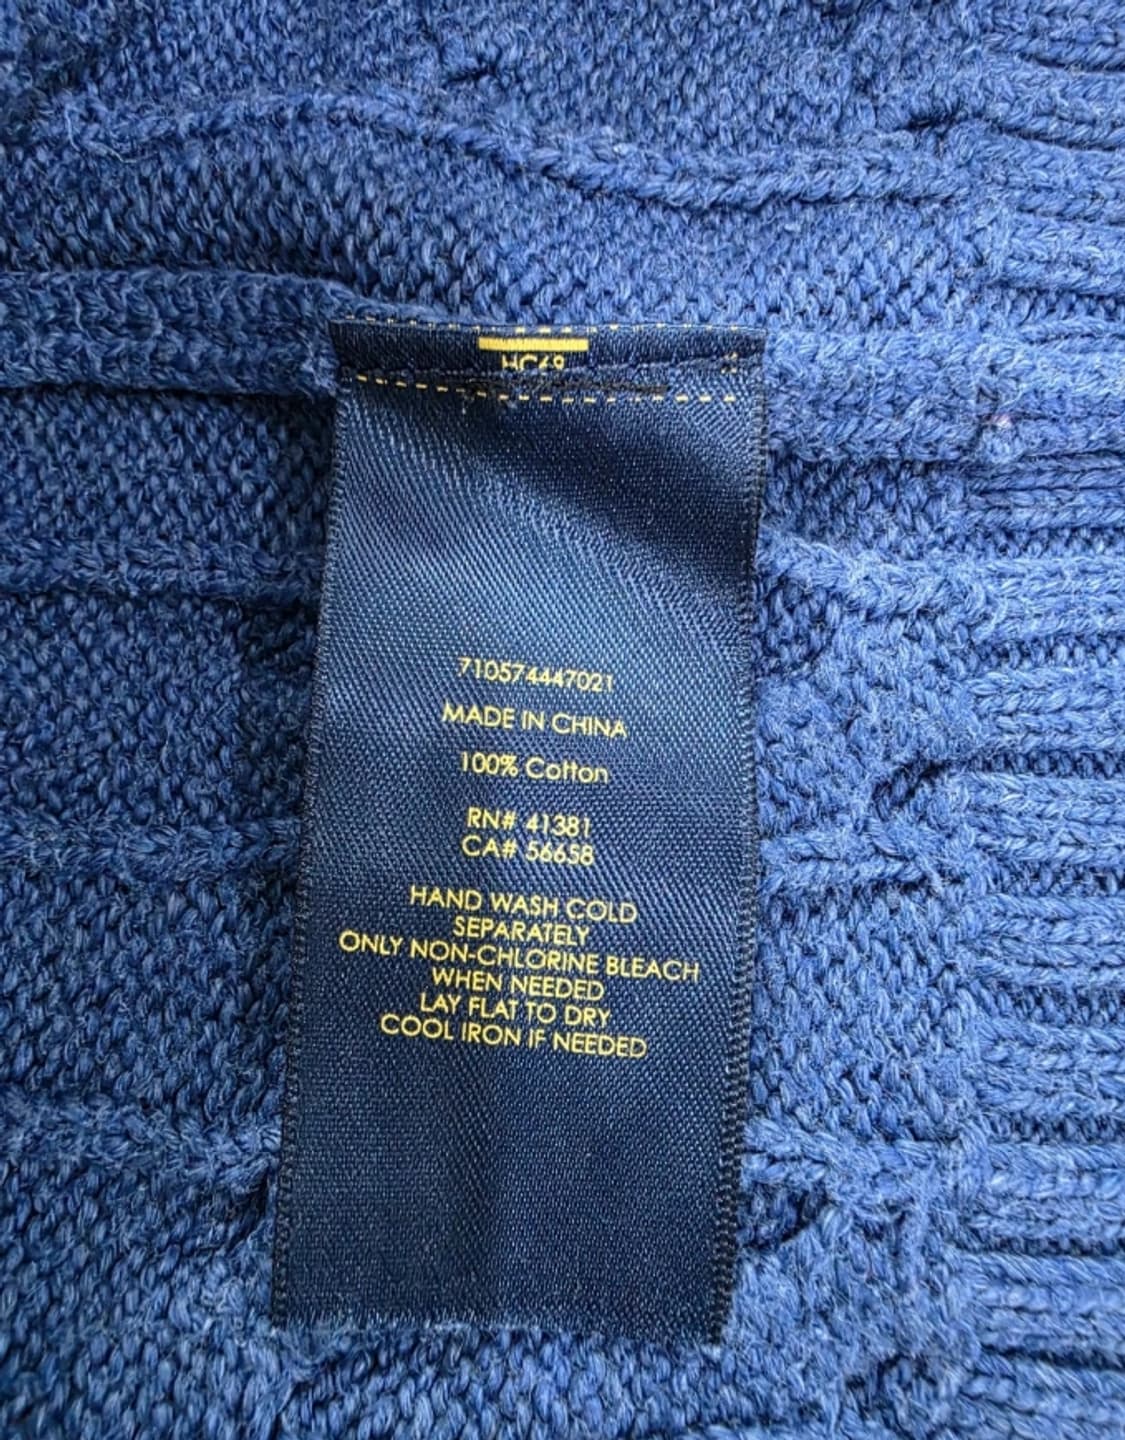 710574447021
MADE IN CHINA
100% Cotton
RN# 41381
CA# 56658
HAND WASH COLD
SEPARATELY
ONLY NON-CHLORINE BLEACH
WHEN NEEDED
LAY FLAT TO DRY
COOL IRON IF NEEDED